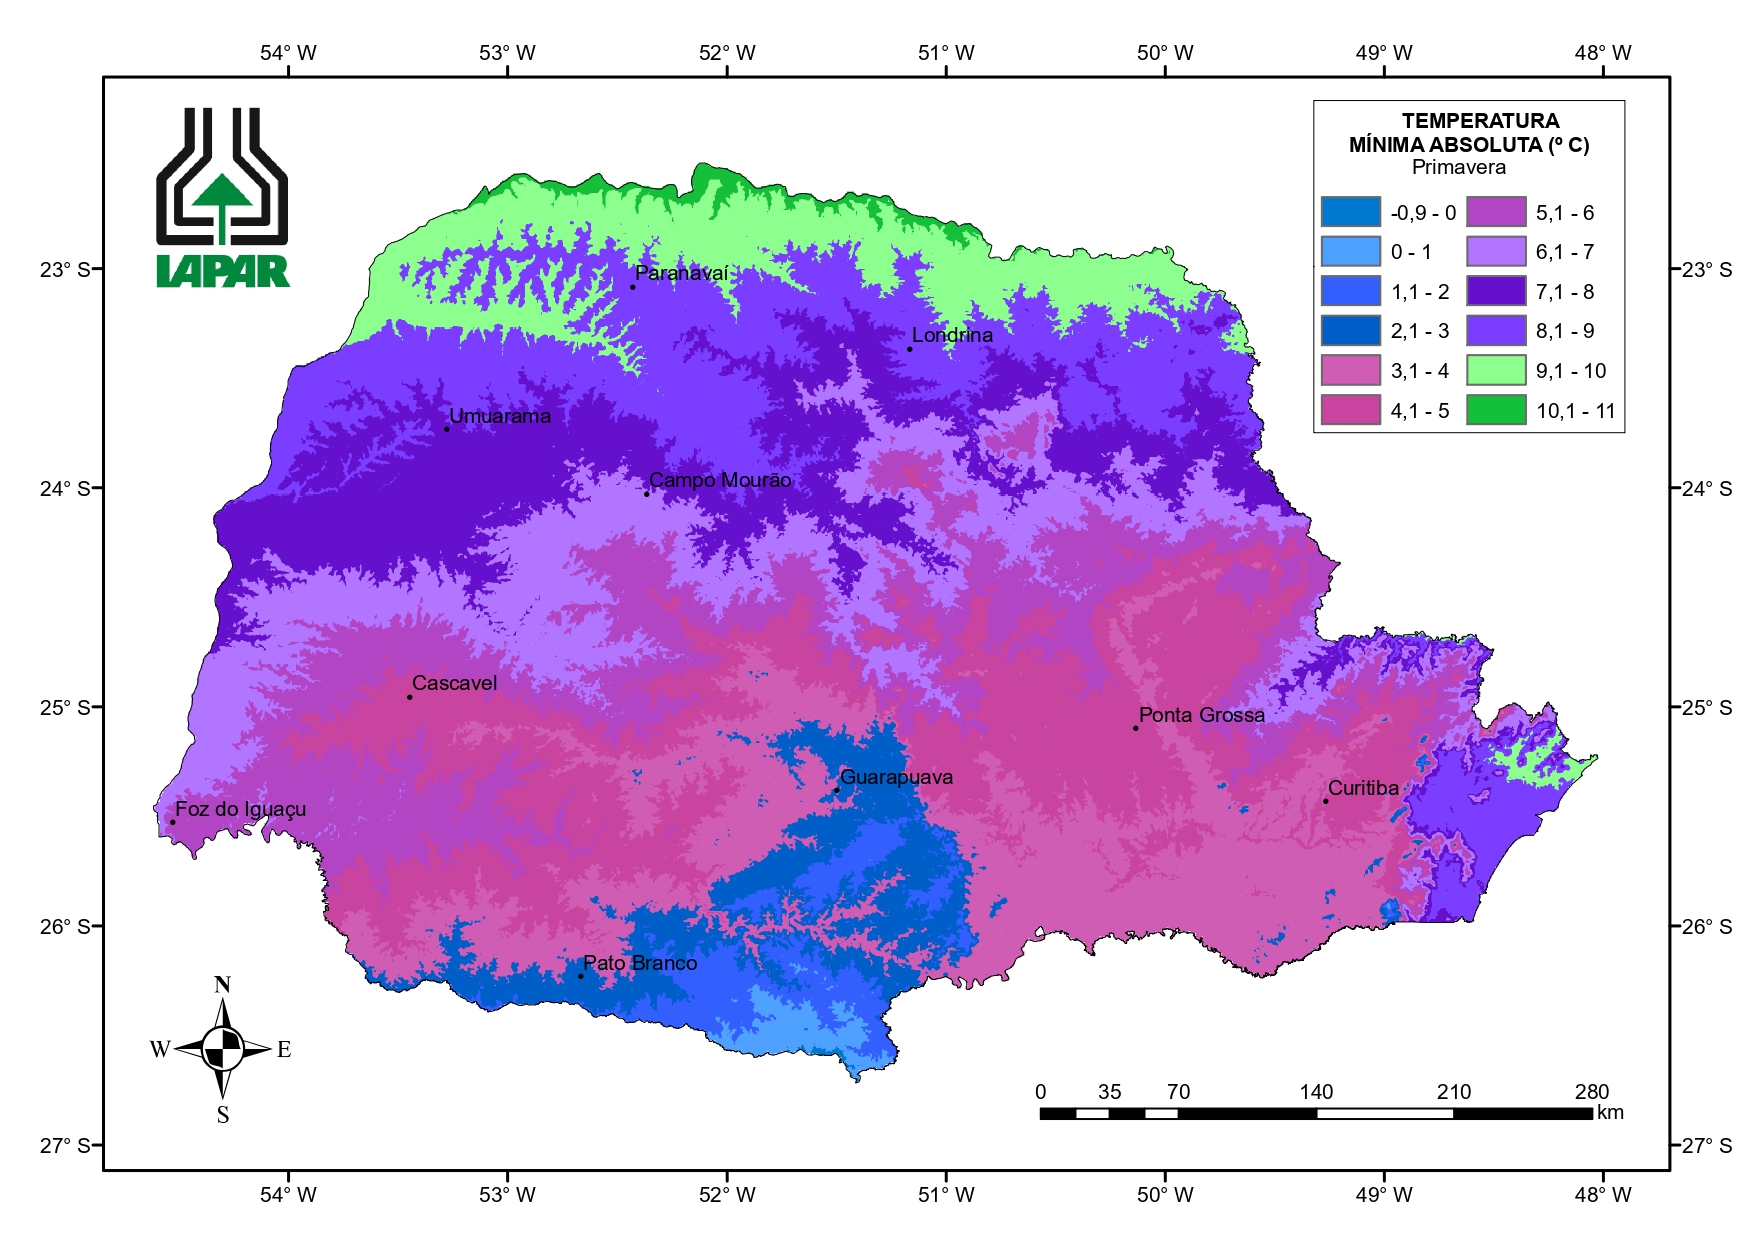 54° W 53° W 52° W 51° W 50° W 49° W 48° W
IAPAR
TEMPERATURA
MÍNIMA ABSOLUTA (º C)
Primavera
-0,9 - 0 5,1 - 6
0 - 1 6,1 - 7
1,1 - 2 7,1 - 8
2,1 - 3 8,1 - 9
3,1 - 4 9,1 - 10
4,1 - 5 10,1 - 11
23° S 23° S
Paranavaí
Londrina
Umuarama
Campo Mourão
24° S 24° S
Cascavel
25° S 25° S
Ponta Grossa
Guarapuava
Curitiba
Foz do Iguaçu
26° S 26° S
Pato Branco
N
W E
S
0 35 70 140 210 280
km
27° S 27° S
54° W 53° W 52° W 51° W 50° W 49° W 48° W